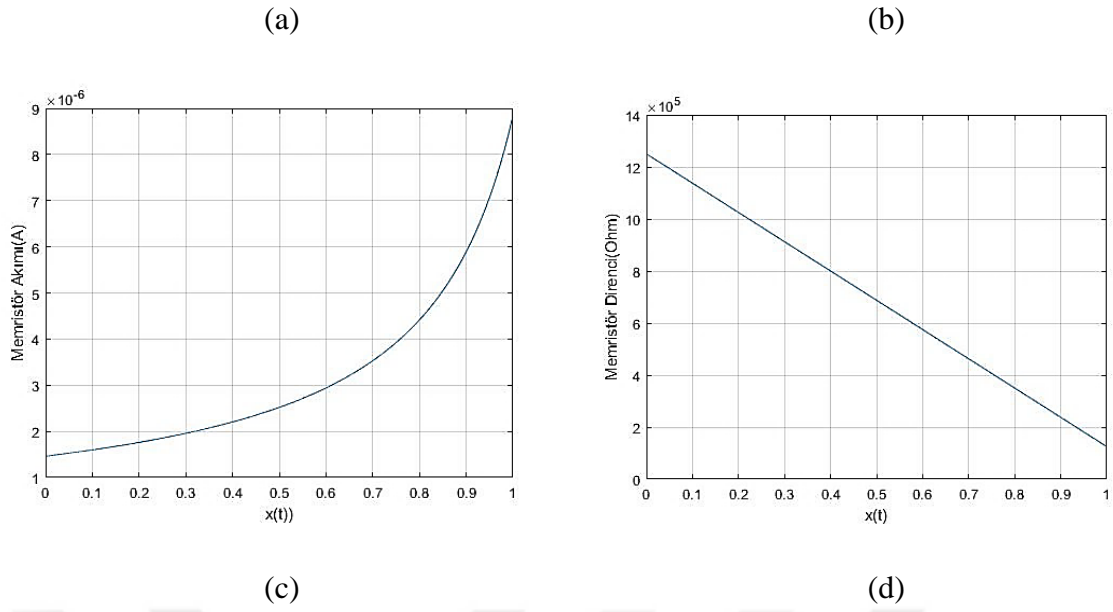 (a)
(b)
×10⁻⁶
9
8
7
6
5
4
3
2
1
Memristör Akımı(A)
0 0.1 0.2 0.3 0.4 0.5 0.6 0.7 0.8 0.9 1
x(t))
×10⁵
14
12
10
8
6
4
2
0
Memristör Direnci(Ohm)
0 0.1 0.2 0.3 0.4 0.5 0.6 0.7 0.8 0.9 1
x(t)
(c)
(d)